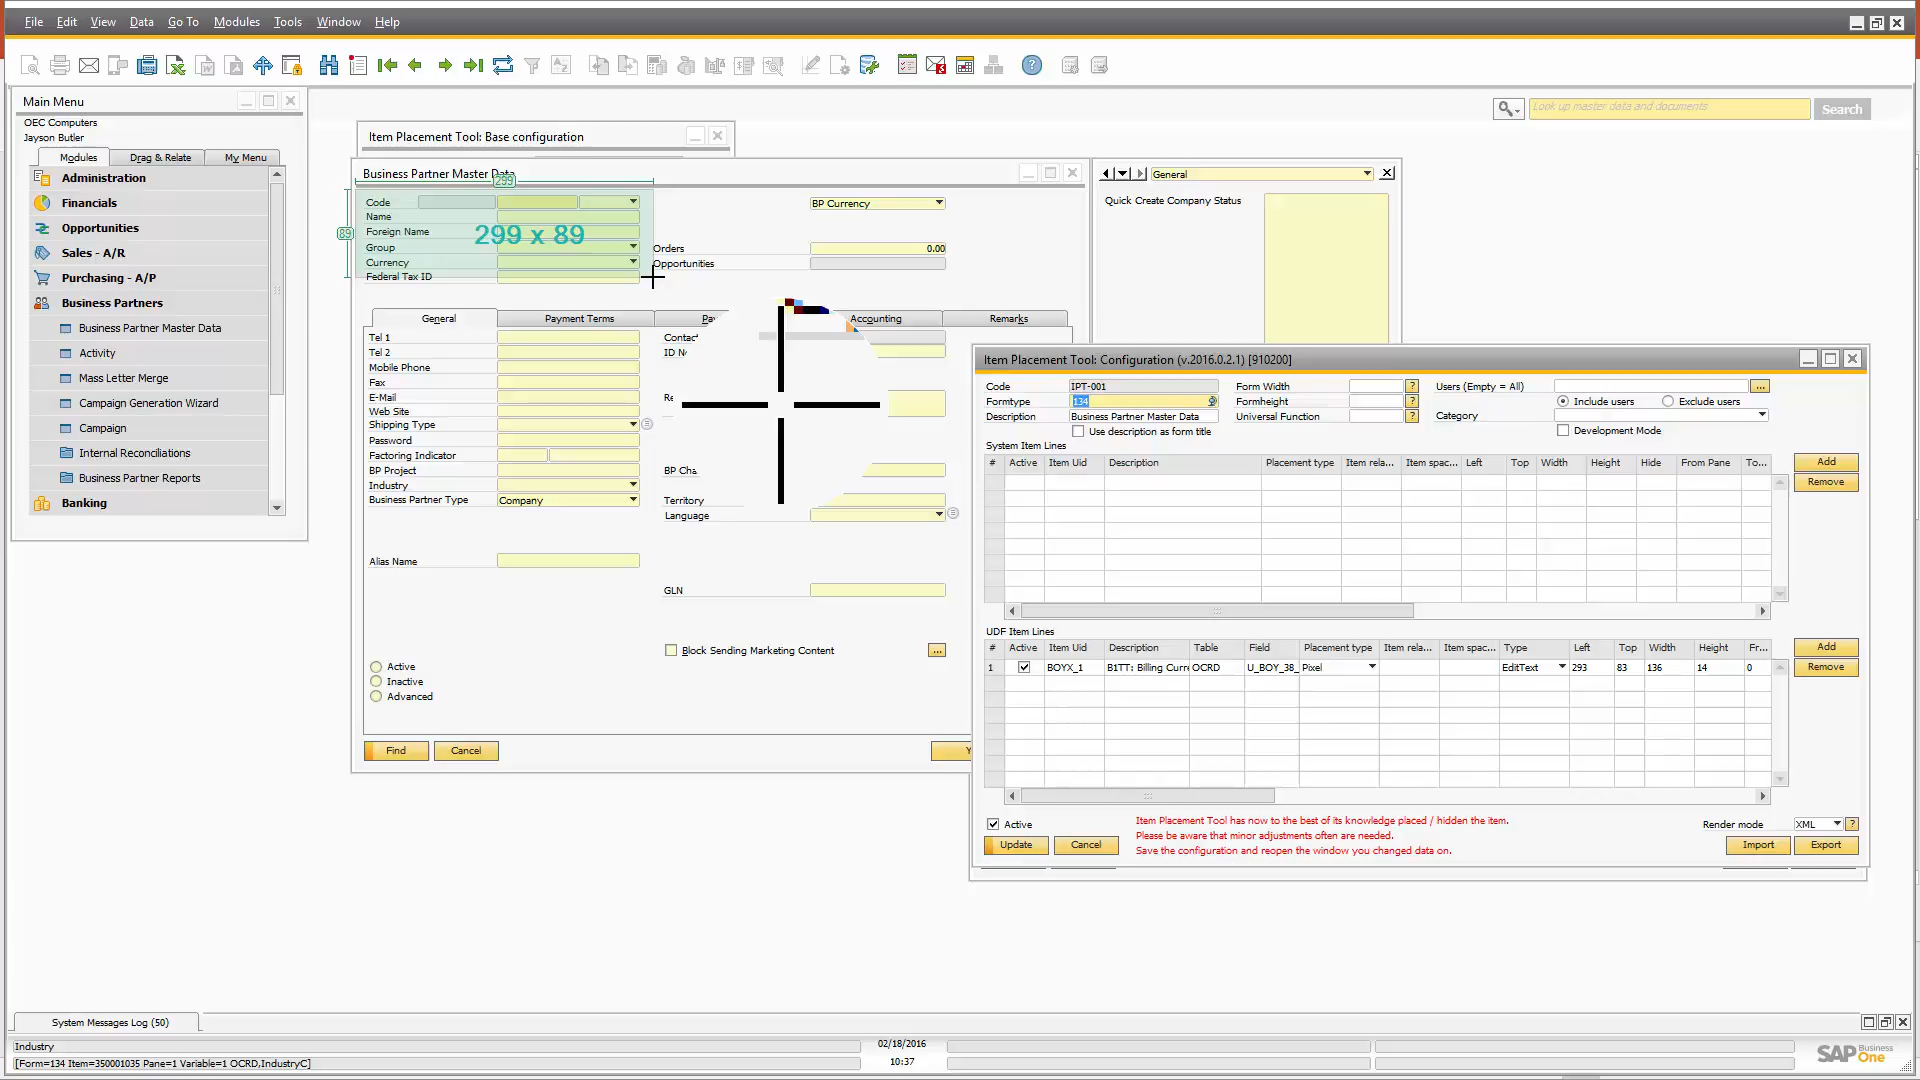 File Edit View Data Go To Modules Tools Window Help
Look up master data and documents Search
Main Menu
OEC Computers
Jayson Butler
Modules Drag & Relate My Menu
Administration
Financials
Opportunities
Sales - A/R
Purchasing - A/P
Business Partners
Business Partner Master Data
Activity
Mass Letter Merge
Campaign Generation Wizard
Campaign
Internal Reconciliations
Business Partner Reports
Banking
Item Placement Tool: Base configuration
Business Partner Master Data
299
89
299 x 89
Code
Name
Foreign Name
Group
Currency
Federal Tax ID
BP Currency
Orders 0.00
Opportunities
General Payment Terms Accounting Remarks
Tel 1
Tel 2
Mobile Phone
Fax
E-Mail
Web Site
Shipping Type
Password
Factoring Indicator
BP Project
Industry
Business Partner Type Company
Alias Name
Territory
Language
GLN
Block Sending Marketing Content ...
Active
Inactive
Advanced
Find Cancel
General
Quick Create Company Status
Item Placement Tool: Configuration (v.2016.0.2.1) [910200]
Code IPT-001 Form Width ? Users (Empty = All) ...
Formtype 134 Formheight ? Include users Exclude users
Description Business Partner Master Data Universal Function ? Category
Use description as form title Development Mode
System Item Lines
# Active Item Uid Description Placement type Item rela... Item spac... Left Top Width Height Hide From Pane To... Add
Remove
UDF Item Lines
# Active Item Uid Description Table Field Placement type Item rela... Item spac... Type Left Top Width Height Fr... Add
1 BOYX_1 B1TT: Billing Curre OCRD U_BOY_38_ Pixel EditText 293 83 136 14 0 Remove
Active
Item Placement Tool has now to the best of its knowledge placed / hidden the item.
Please be aware that minor adjustments often are needed.
Save the configuration and reopen the window you changed data on.
Render mode XML ?
Update Cancel Import Export
System Messages Log (50)
Industry 02/18/2016
[Form=134 Item=350001035 Pane=1 Variable=1 OCRD,IndustryC] 10:37
SAP Business One